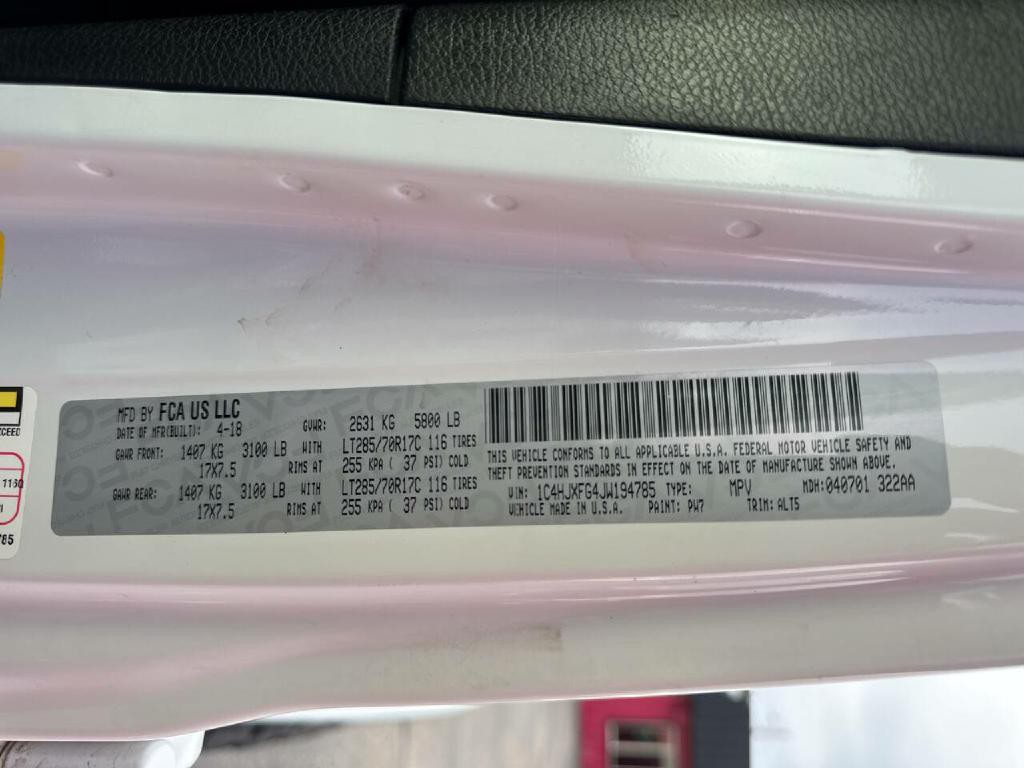 MFD BY FCA US LLC
DATE OF MFR(BUILT): 4-18 GVWR: 2631 KG 5800 LB
GAWR FRONT: 1407 KG 3100 LB WITH LT285/70R17C 116 TIRES
17X7.5 RIMS AT 255 KPA ( 37 PSI) COLD
GAWR REAR: 1407 KG 3100 LB WITH LT285/70R17C 116 TIRES
17X7.5 RIMS AT 255 KPA ( 37 PSI) COLD
THIS VEHICLE CONFORMS TO ALL APPLICABLE U.S.A. FEDERAL MOTOR VEHICLE SAFETY AND
THEFT PREVENTION STANDARDS IN EFFECT ON THE DATE OF MANUFACTURE SHOWN ABOVE.
VIN: 1C4HJXFG4JW194785 TYPE: MPV MDH:040701 322AA
VEHICLE MADE IN U.S.A. PAINT: PW7 TRIM: ALT5
XCEED
116Q
785